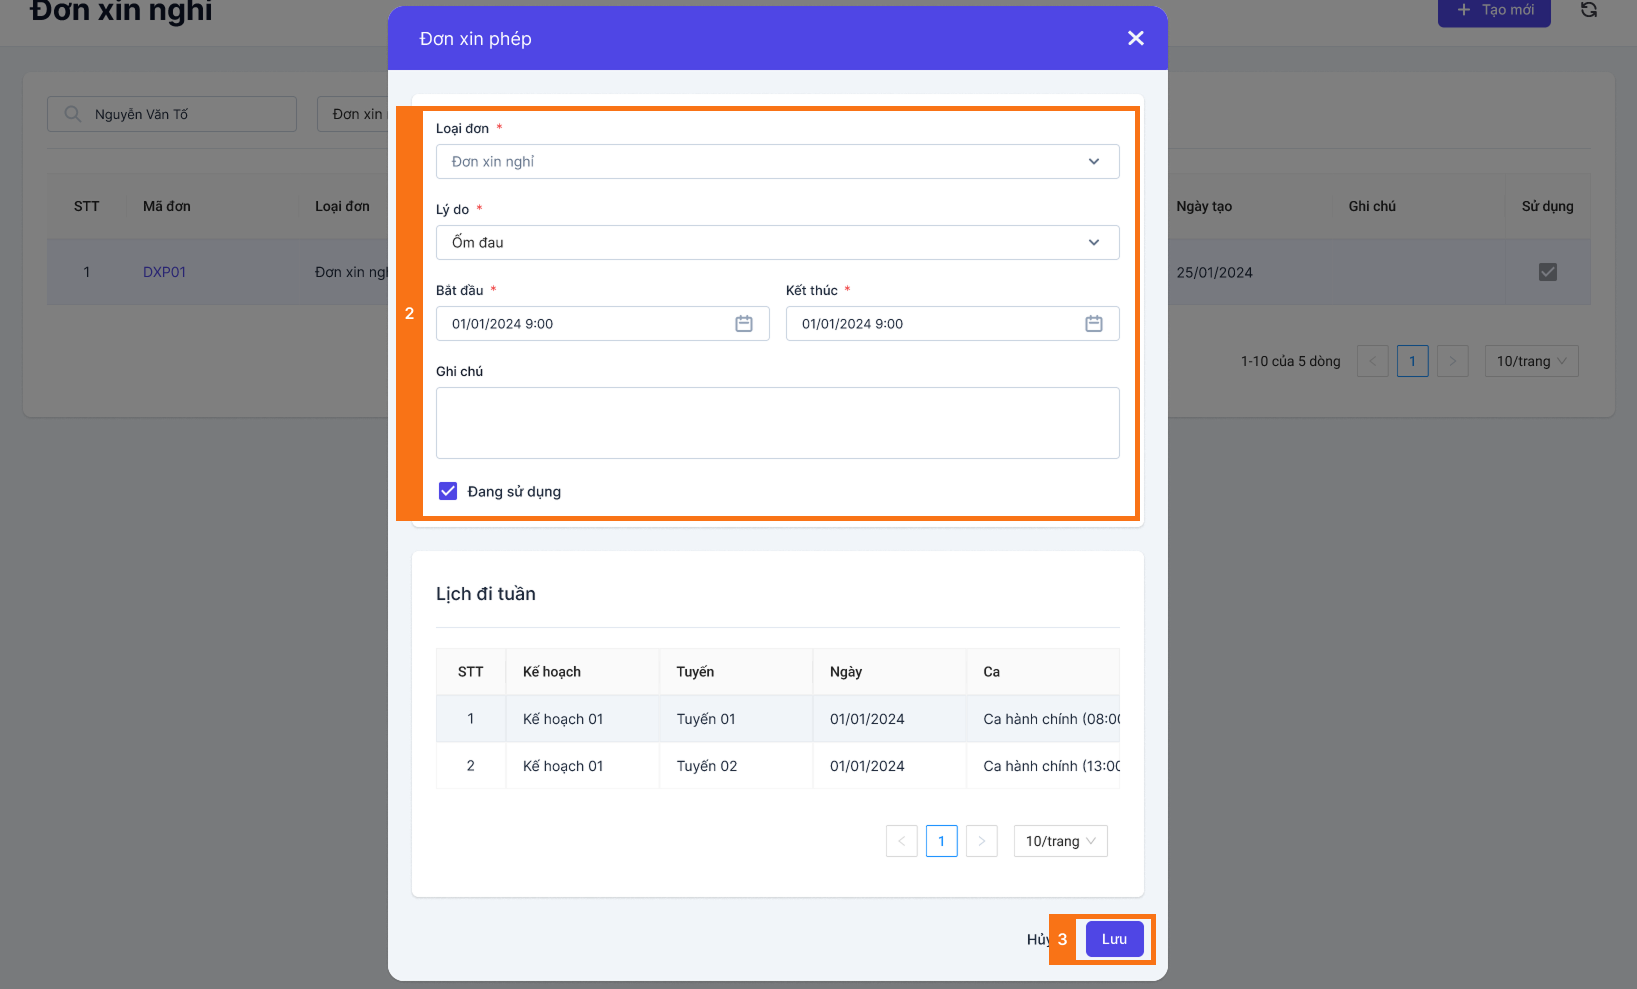 Đơn xin nghỉ
+ Tạo mới
Nguyễn Văn Tố
Đơn xin
STT Mã đơn Loại đơn Ngày tạo Ghi chú Sử dụng
1 DXP01 Đơn xin 25/01/2024
1-10 của 5 dòng < 1 > 10/trang
Đơn xin phép
2
Loại đơn *
Đơn xin nghỉ
Lý do *
Ốm đau
Bắt đầu * Kết thúc *
01/01/2024 9:00 01/01/2024 9:00
Ghi chú
Đang sử dụng
Lịch đi tuần
STT Kế hoạch Tuyến Ngày Ca
1 Kế hoạch 01 Tuyến 01 01/01/2024 Ca hành chính (08:00
2 Kế hoạch 01 Tuyến 02 01/01/2024 Ca hành chính (13:00
< 1 > 10/trang
Hủy 3 Lưu